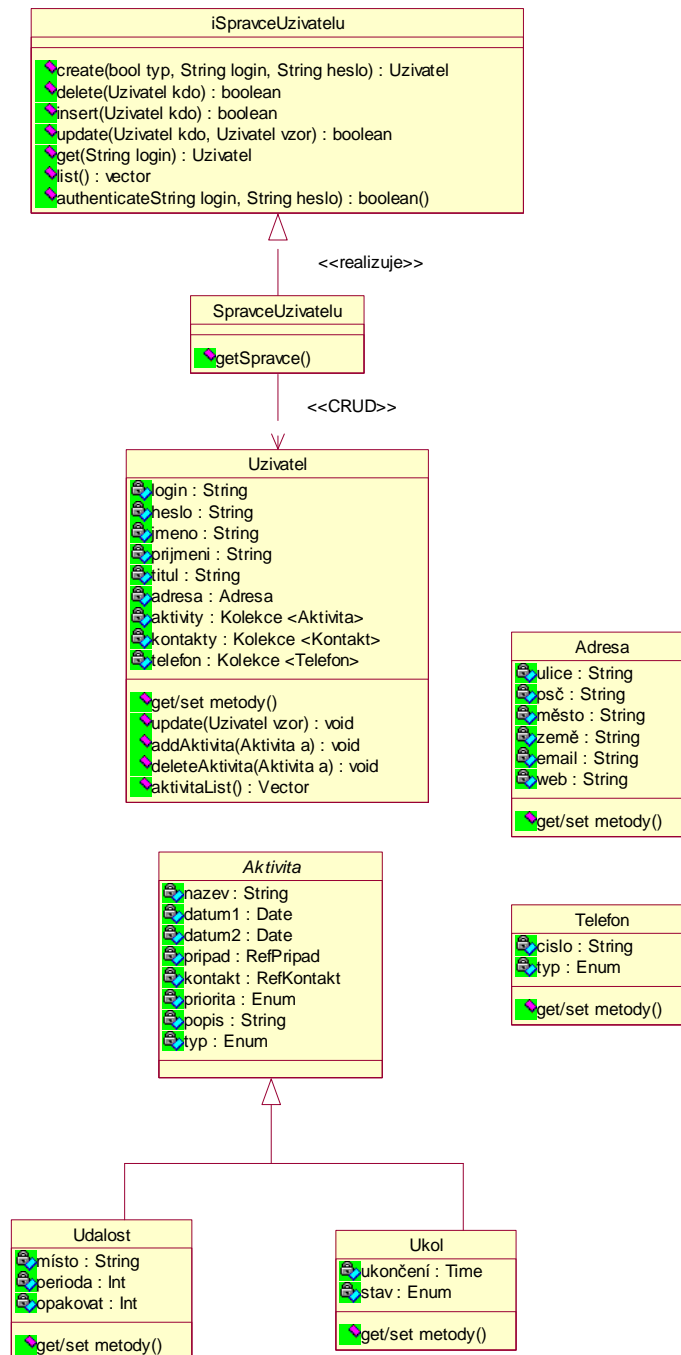 iSpravceUzivatelu
create(bool typ, String login, String heslo) : Uzivatel
delete(Uzivatel kdo) : boolean
insert(Uzivatel kdo) : boolean
update(Uzivatel kdo, Uzivatel vzor) : boolean
get(String login) : Uzivatel
list() : vector
authenticateString login, String heslo) : boolean()
<<realizuje>>
SpravceUzivatelu
getSpravce()
<<CRUD>>
Uzivatel
login : String
heslo : String
jmeno : String
prijmeni : String
titul : String
adresa : Adresa
aktivity : Kolekce <Aktivita>
kontakty : Kolekce <Kontakt>
telefon : Kolekce <Telefon>
get/set metody()
update(Uzivatel vzor) : void
addAktivita(Aktivita a) : void
deleteAktivita(Aktivita a) : void
aktivitaList() : Vector
Adresa
ulice : String
psč : String
město : String
země : String
email : String
web : String
get/set metody()
Aktivita
nazev : String
datum1 : Date
datum2 : Date
pripad : RefPripad
kontakt : RefKontakt
priorita : Enum
popis : String
typ : Enum
Telefon
cislo : String
typ : Enum
get/set metody()
Udalost
místo : String
perioda : Int
opakovat : Int
get/set metody()
Ukol
ukončení : Time
stav : Enum
get/set metody()